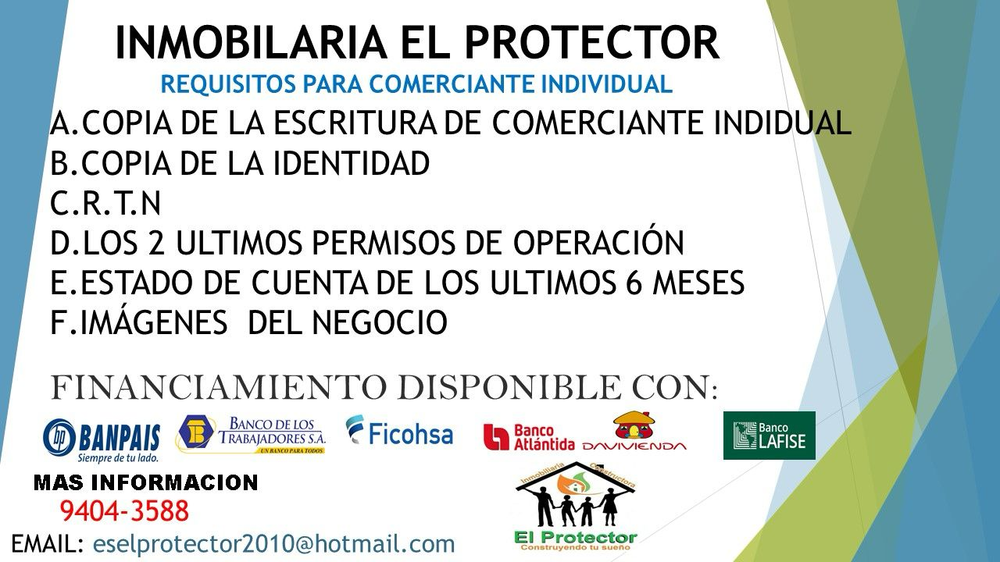 INMOBILARIA EL PROTECTOR
REQUISITOS PARA COMERCIANTE INDIVIDUAL
A.COPIA DE LA ESCRITURA DE COMERCIANTE INDIDUAL
B.COPIA DE LA IDENTIDAD
C.R.T.N
D.LOS 2 ULTIMOS PERMISOS DE OPERACIÓN
E.ESTADO DE CUENTA DE LOS ULTIMOS 6 MESES
F.IMÁGENES DEL NEGOCIO
FINANCIAMIENTO DISPONIBLE CON:
bp BANPAIS
Siempre de tu lado.
B BANCO DE LOS
TRABAJADORES S.A.
UN BANCO PARA TODOS
Ficohsa
Banco
Atlántida
DAVIVIENDA
Banco
LAFISE
MAS INFORMACION
9404-3588
EMAIL: eselprotector2010@hotmail.com
Inmobiliaria Constructora
El Protector
Construyendo tu sueño